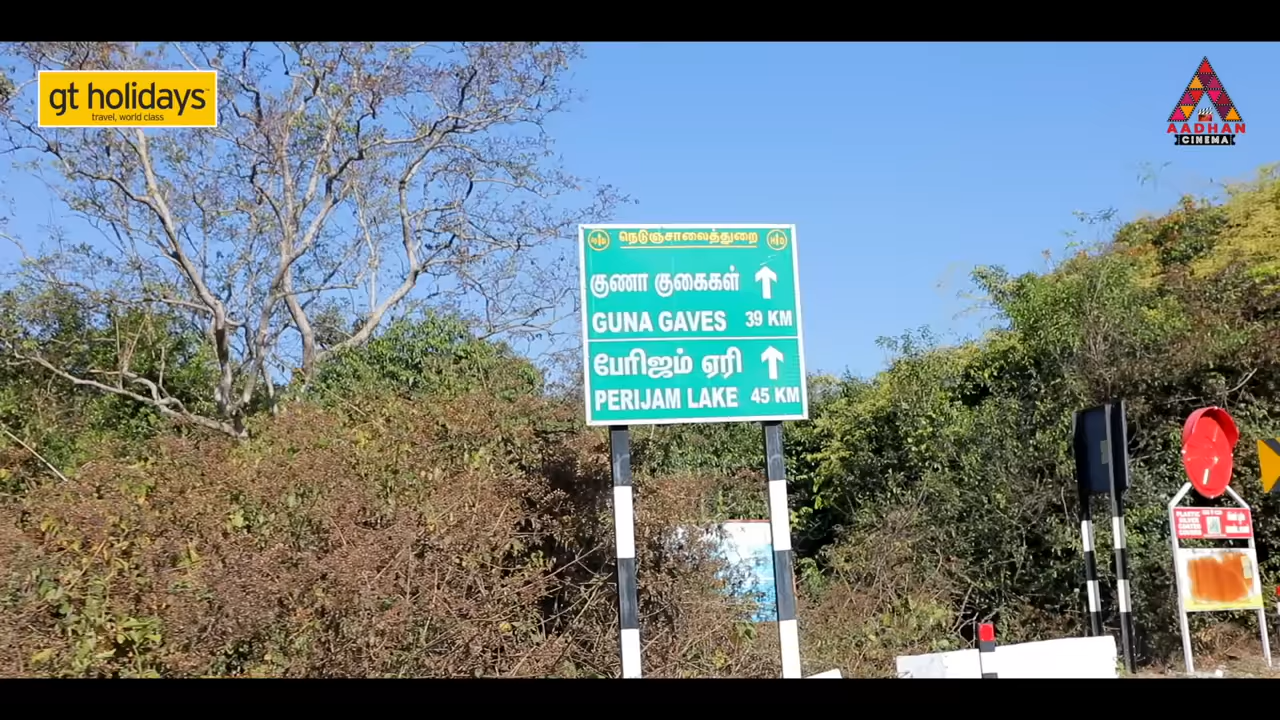 gt holidays
travel, world class
AADHAN
CINEMA
நெடுஞ்சாலைத்துறை
குணா குகைகள்
GUNA GAVES 39 KM
பேரிஜம் ஏரி
PERIJAM LAKE 45 KM